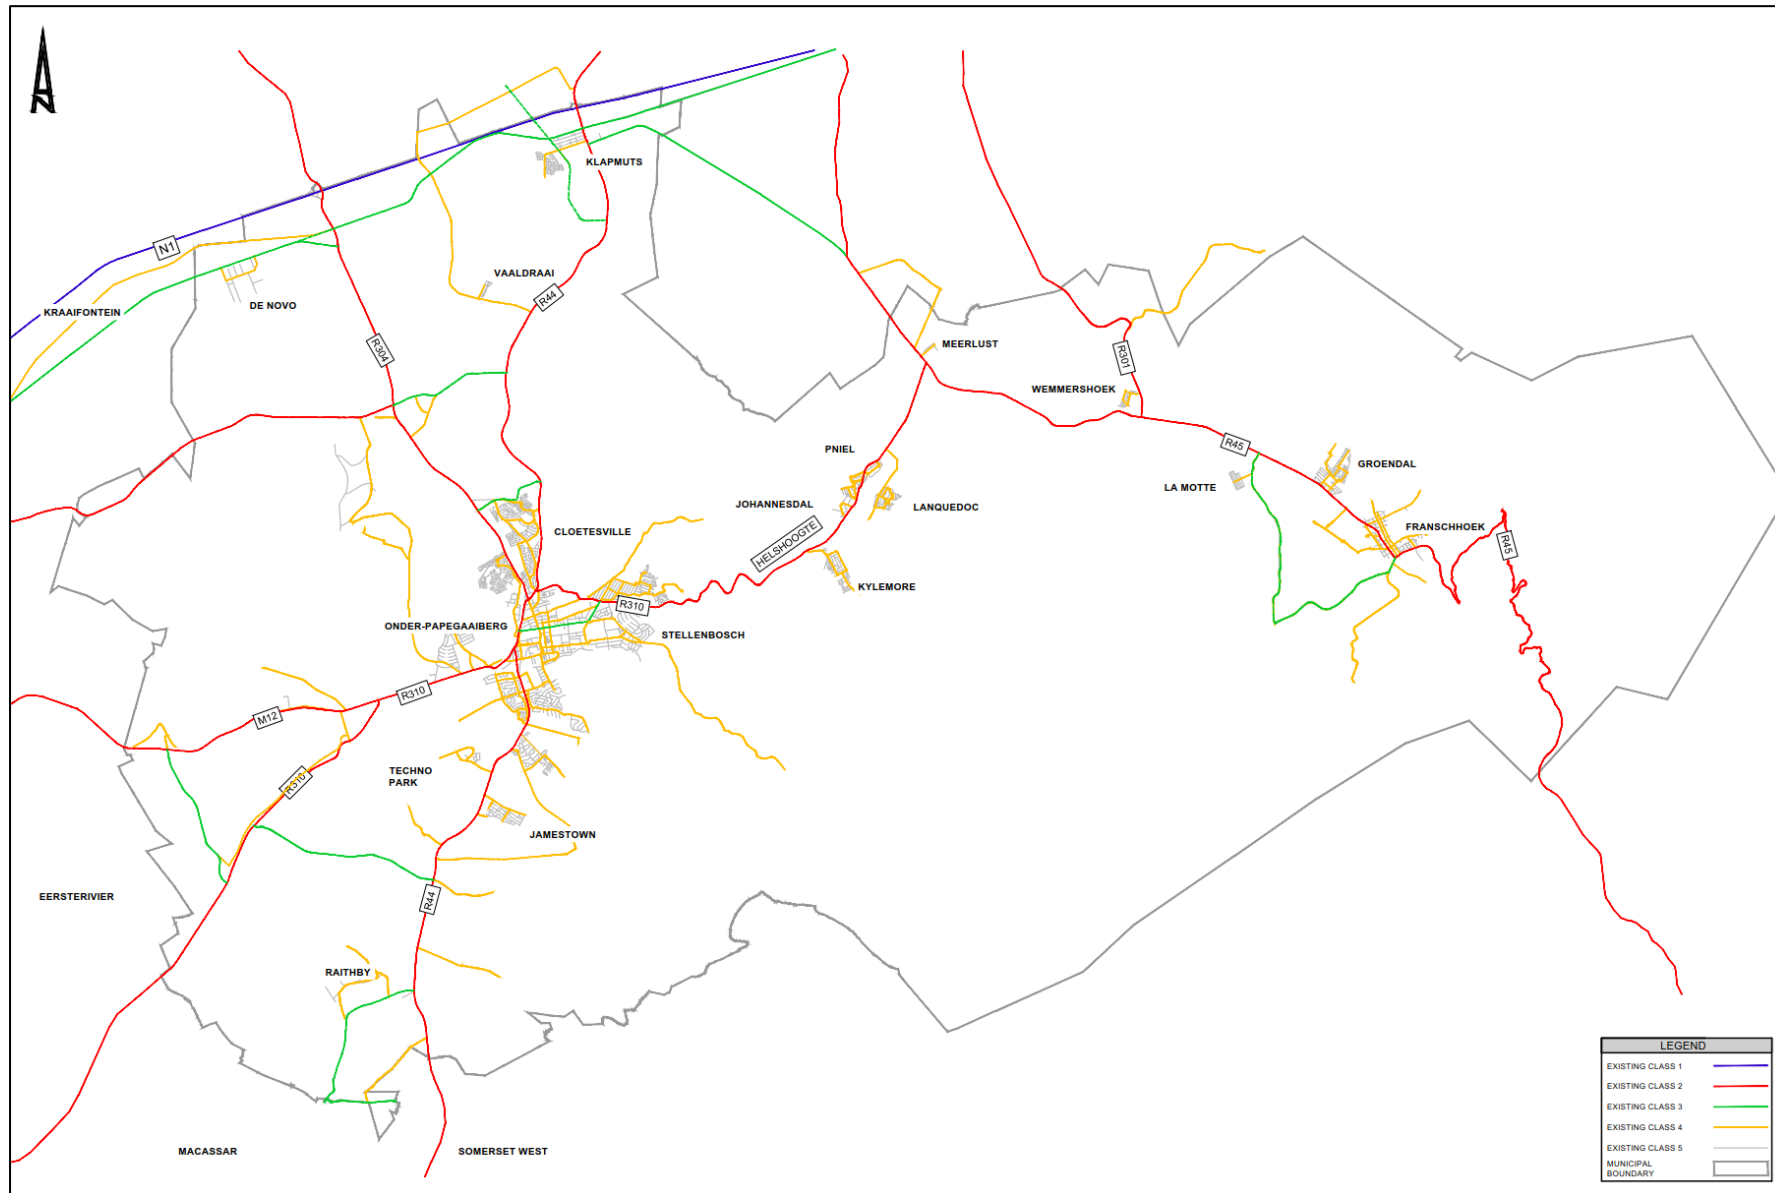 N
KLAPMUTS
N1
VAALDRAAI
DE NOVO
R44
KRAAIFONTEIN
R304
MEERLUST
R301
WEMMERSHOEK
R45
PNIEL
GROENDAL
LA MOTTE
JOHANNESDAL
LANQUEDOC
FRANSCHHOEK
CLOETESVILLE
HELSHOOGTE
R45
KYLEMORE
R310
ONDER-PAPEGAAIBERG
STELLENBOSCH
R310
M12
TECHNO
PARK
R310
JAMESTOWN
EERSTERIVIER
R44
RAITHBY
MACASSAR
SOMERSET WEST
LEGEND
EXISTING CLASS 1
EXISTING CLASS 2
EXISTING CLASS 3
EXISTING CLASS 4
EXISTING CLASS 5
MUNICIPAL
BOUNDARY